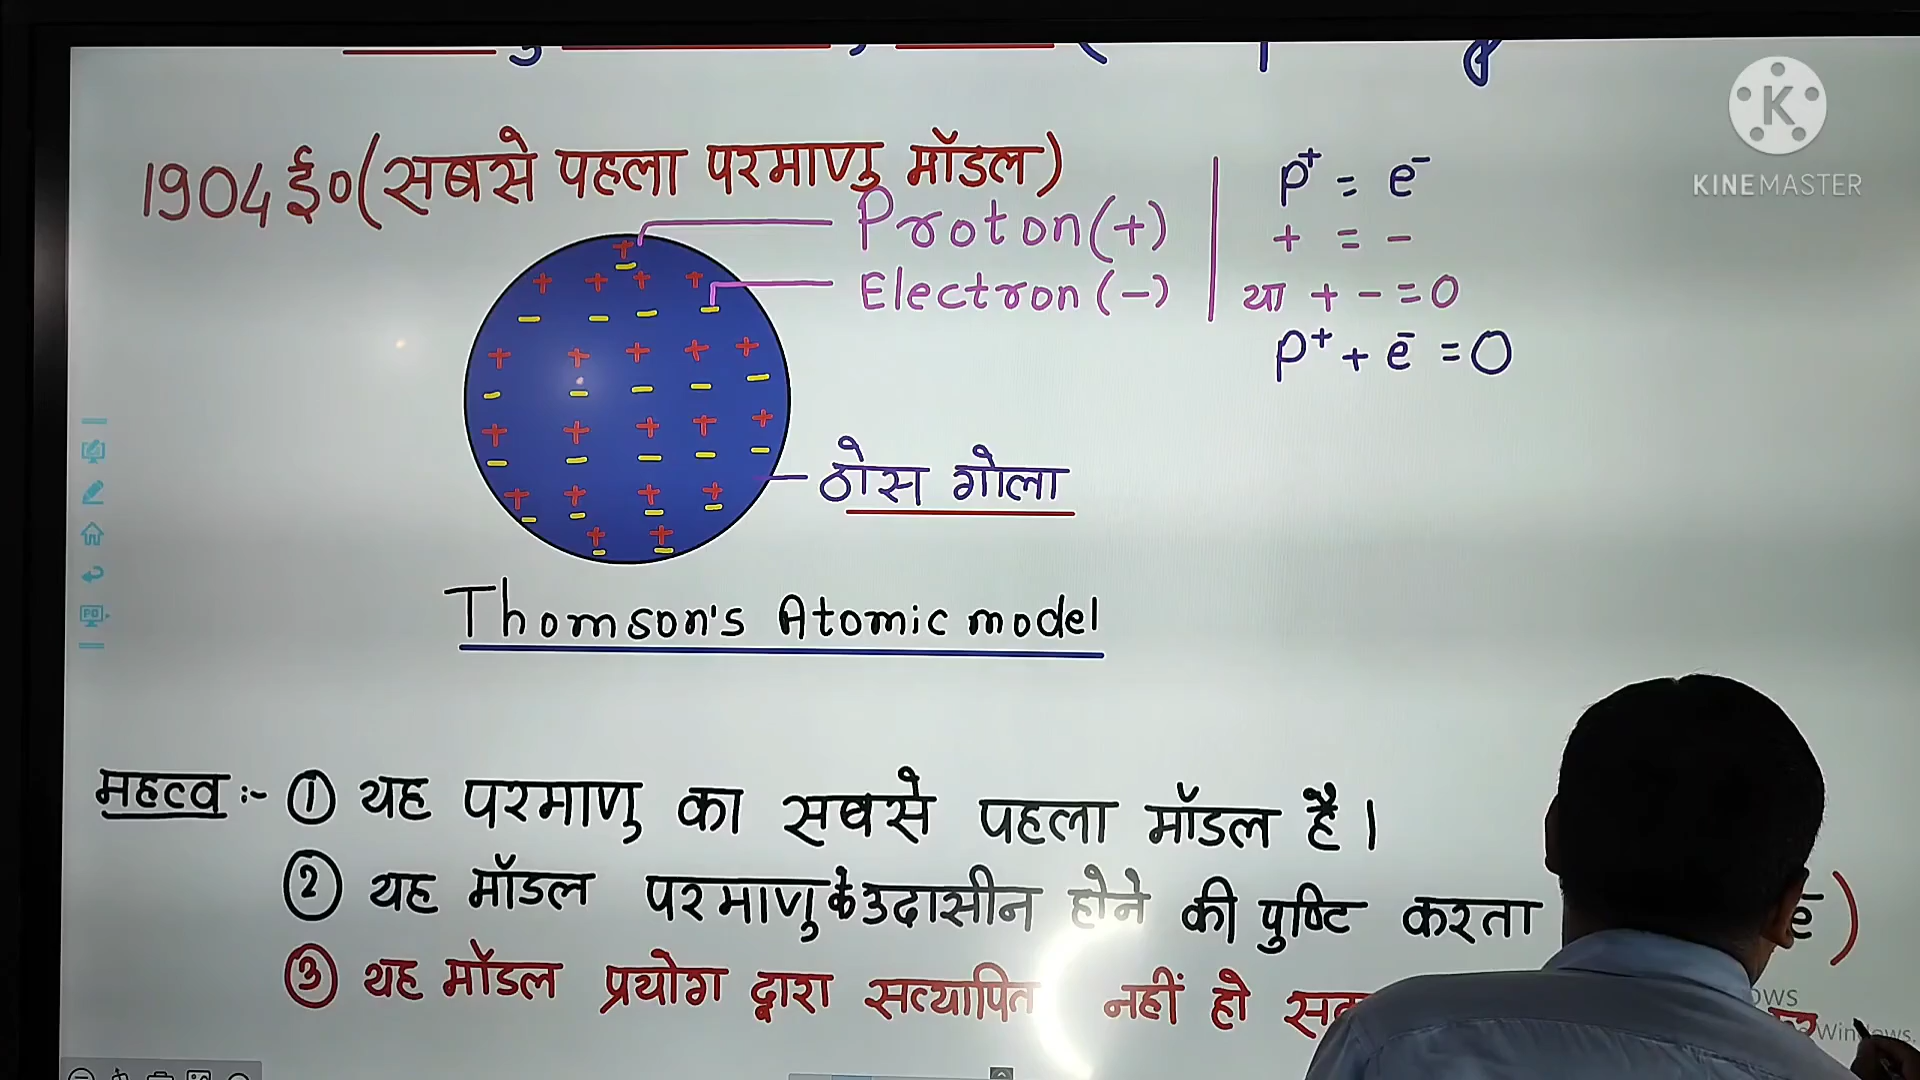 1904 ई० (सबसे पहला परमाणु मॉडल)
Proton (+)
Electron (-)
ठोस गोला
Thomson's Atomic model
p⁺ = e⁻
+ = -
या + - = 0
p⁺ + e⁻ = 0
KINEMASTER
महत्व :- ① यह परमाणु का सबसे पहला मॉडल है।
② यह मॉडल परमाणु के उदासीन होने की पुष्टि करता e⁻)
③ यह मॉडल प्रयोग द्वारा सत्यापित नहीं हो